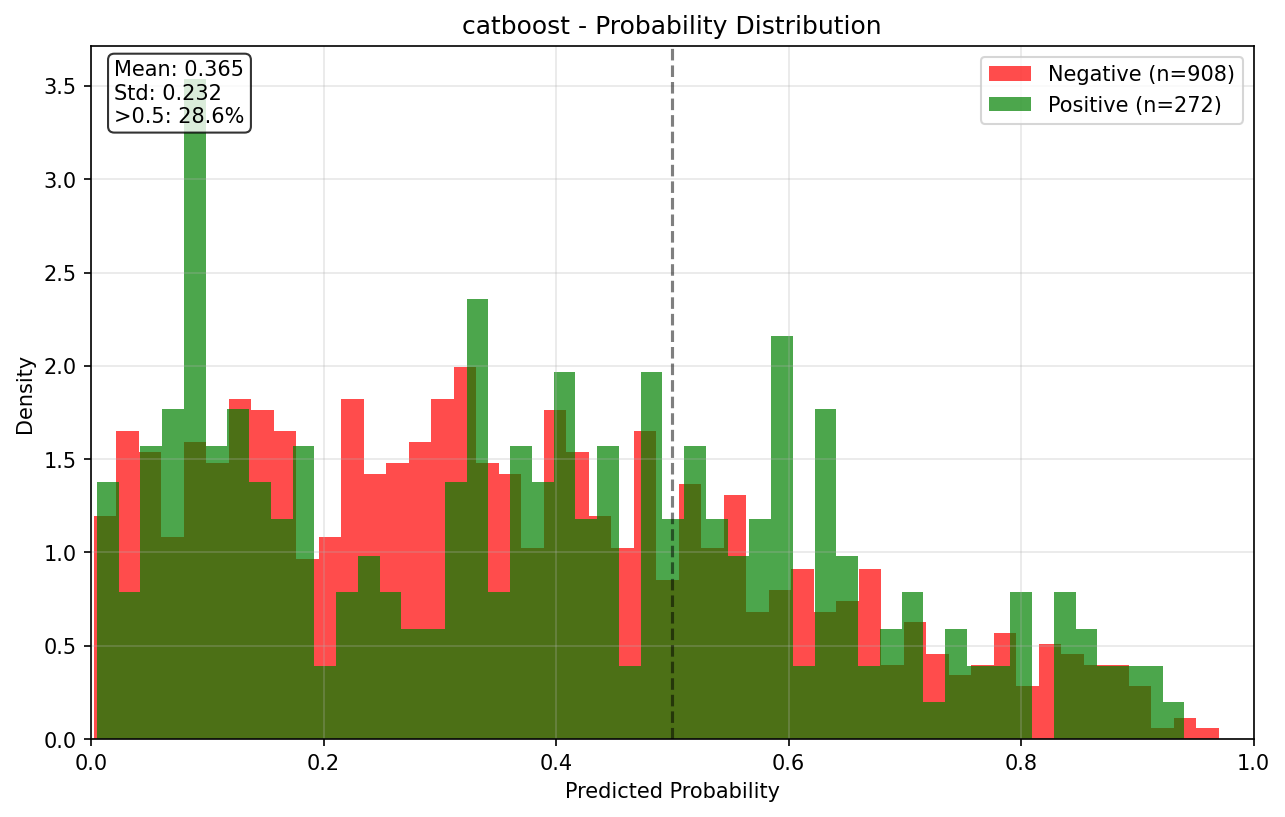 catboost - Probability Distribution
Mean: 0.365
Std: 0.232
>0.5: 28.6%
Negative (n=908)
Positive (n=272)
Density
3.5
3.0
2.5
2.0
1.5
1.0
0.5
0.0
0.0 0.2 0.4 0.6 0.8 1.0
Predicted Probability